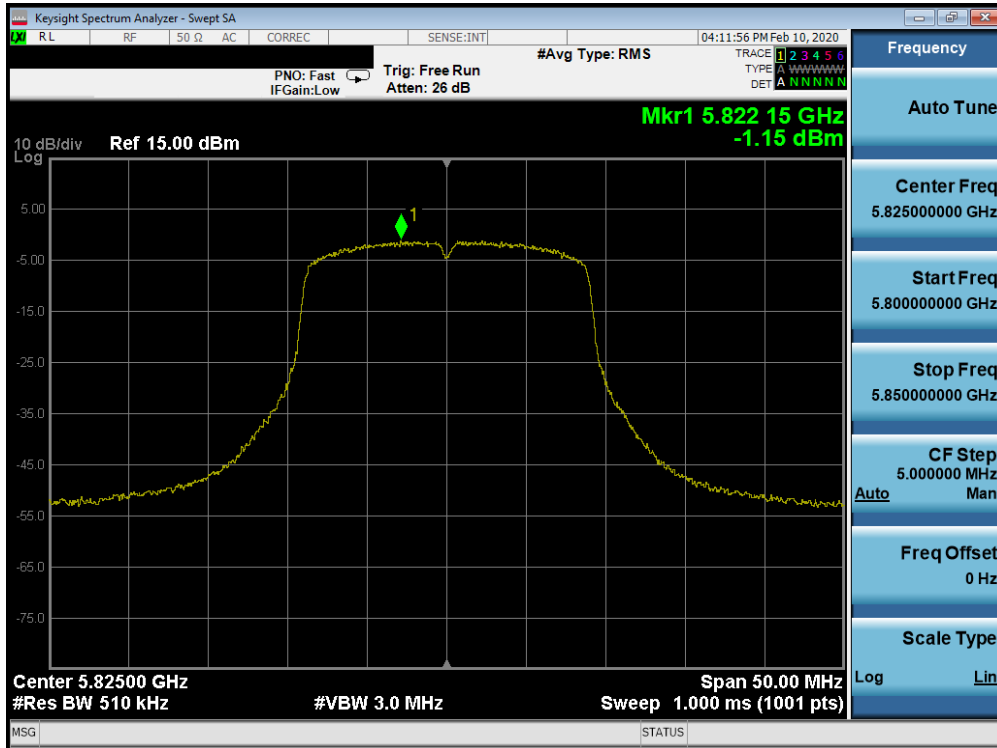 Keysight Spectrum Analyzer - Swept SA
LXI RL RF 50 Ω AC CORREC SENSE:INT 04:11:56 PM Feb 10, 2020
#Avg Type: RMS TRACE 1 2 3 4 5 6
PNO: Fast Trig: Free Run TYPE A WWWWW
IFGain:Low Atten: 26 dB DET A N N N N N
Mkr1 5.822 15 GHz
-1.15 dBm
10 dB/div Ref 15.00 dBm
Log
1
5.00
-5.00
-15.0
-25.0
-35.0
-45.0
-55.0
-65.0
-75.0
Center 5.82500 GHz Span 50.00 MHz
#Res BW 510 kHz #VBW 3.0 MHz Sweep 1.000 ms (1001 pts)
MSG STATUS
Frequency
Auto Tune
Center Freq
5.825000000 GHz
Start Freq
5.800000000 GHz
Stop Freq
5.850000000 GHz
CF Step
5.000000 MHz
Auto Man
Freq Offset
0 Hz
Scale Type
Log Lin